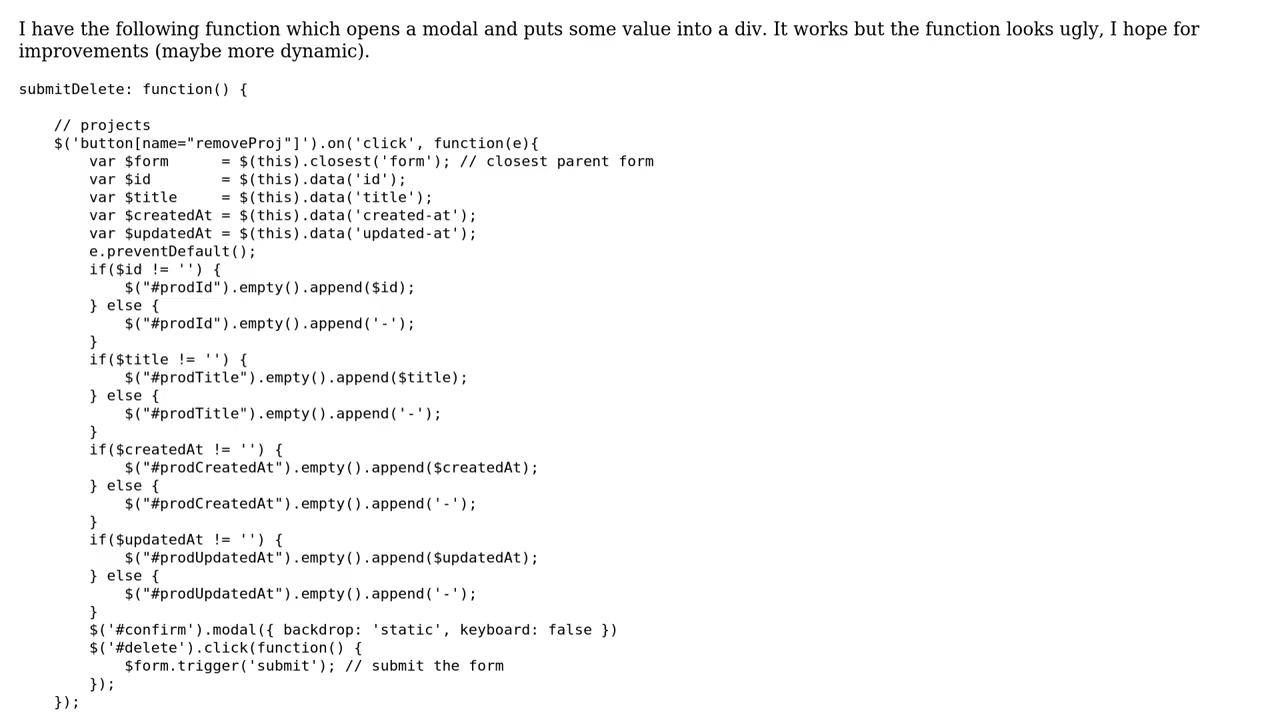 I have the following function which opens a modal and puts some value into a div. It works but the function looks ugly, I hope for
improvements (maybe more dynamic).
submitDelete: function() {
// projects
$('button[name="removeProj"]').on('click', function(e){
var $form      = $(this).closest('form'); // closest parent form
var $id        = $(this).data('id');
var $title     = $(this).data('title');
var $createdAt = $(this).data('created-at');
var $updatedAt = $(this).data('updated-at');
e.preventDefault();
if($id != '') {
$("#prodId").empty().append($id);
} else {
$("#prodId").empty().append('-');
}
if($title != '') {
$("#prodTitle").empty().append($title);
} else {
$("#prodTitle").empty().append('-');
}
if($createdAt != '') {
$("#prodCreatedAt").empty().append($createdAt);
} else {
$("#prodCreatedAt").empty().append('-');
}
if($updatedAt != '') {
$("#prodUpdatedAt").empty().append($updatedAt);
} else {
$("#prodUpdatedAt").empty().append('-');
}
$('#confirm').modal({ backdrop: 'static', keyboard: false })
$('#delete').click(function() {
$form.trigger('submit'); // submit the form
});
});